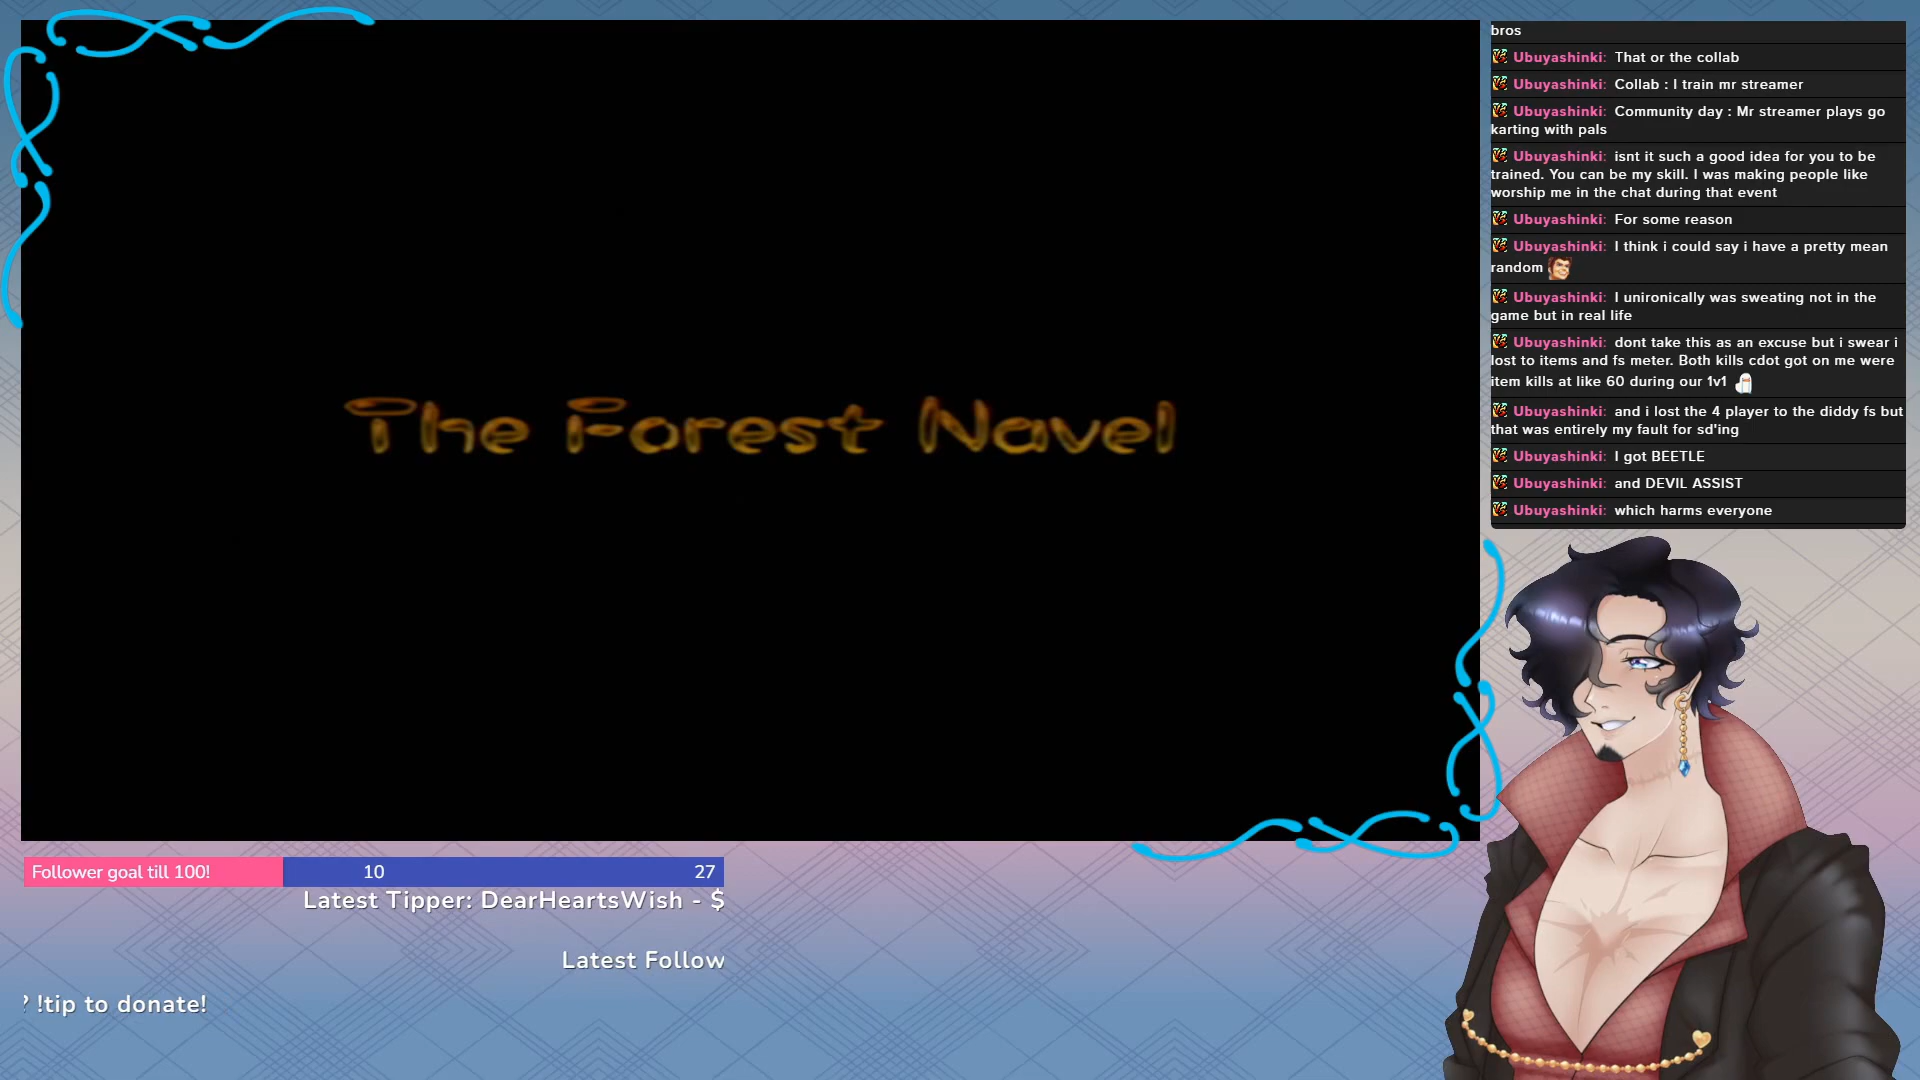 The Forest Navel
bros
Ubuyashinki: That or the collab
Ubuyashinki: Collab : I train mr streamer
Ubuyashinki: Community day : Mr streamer plays go
karting with pals
Ubuyashinki: isnt it such a good idea for you to be
trained. You can be my skill. I was making people like
worship me in the chat during that event
Ubuyashinki: For some reason
Ubuyashinki: I think i could say i have a pretty mean
random
Ubuyashinki: I unironically was sweating not in the
game but in real life
Ubuyashinki: dont take this as an excuse but i swear i
lost to items and fs meter. Both kills cdot got on me were
item kills at like 60 during our 1v1
Ubuyashinki: and i lost the 4 player to the diddy fs but
that was entirely my fault for sd'ing
Ubuyashinki: I got BEETLE
Ubuyashinki: and DEVIL ASSIST
Ubuyashinki: which harms everyone
Follower goal till 100! 10 27
Latest Tipper: DearHeartsWish - $
Latest Follow
? !tip to donate!